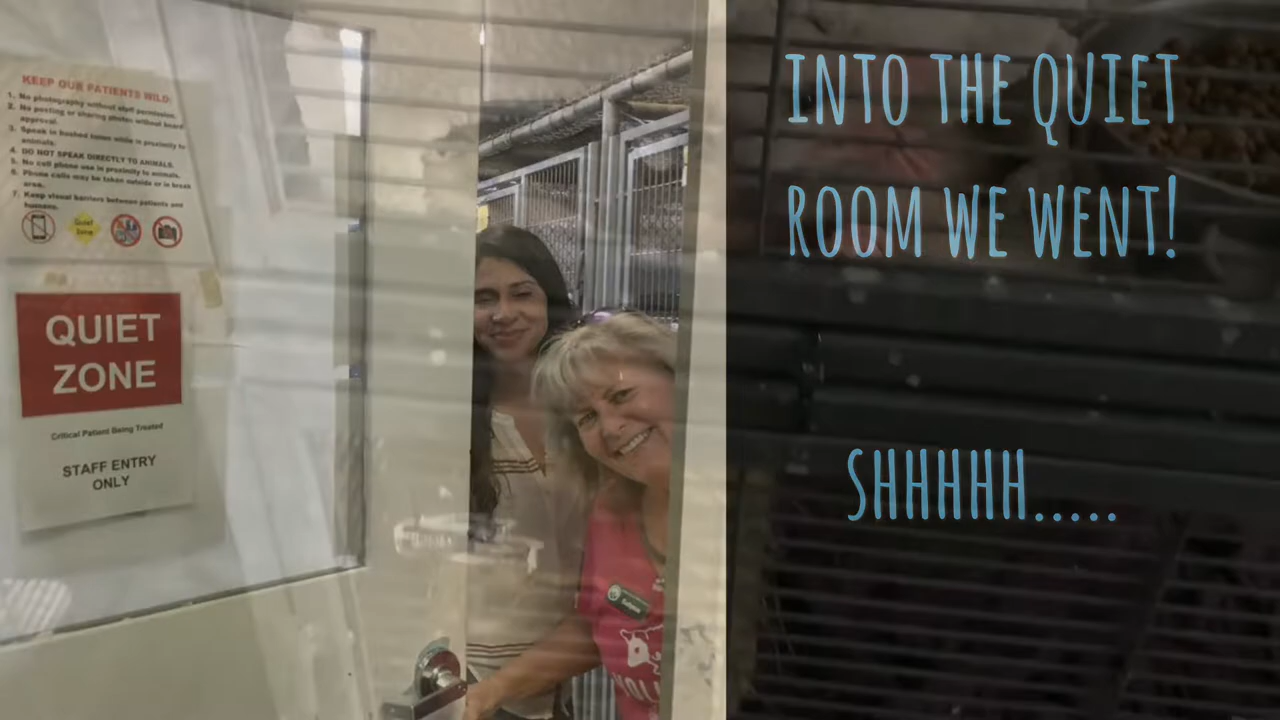 KEEP OUR PATIENTS WILD:
1. No photography without staff permission.
2. No posting or sharing photos without board
approval.
3. Speak in hushed tones while in proximity to
animals.
4. DO NOT SPEAK DIRECTLY TO ANIMALS.
5. No cell phone use in proximity to animals.
6. Phone calls may be taken outside or in break
area.
7. Keep visual barriers between patients and
humans.
Quiet
Zone
QUIET
ZONE
Critical Patient Being Treated
STAFF ENTRY
ONLY
INTO THE QUIET
ROOM WE WENT!
SHHHHH.....